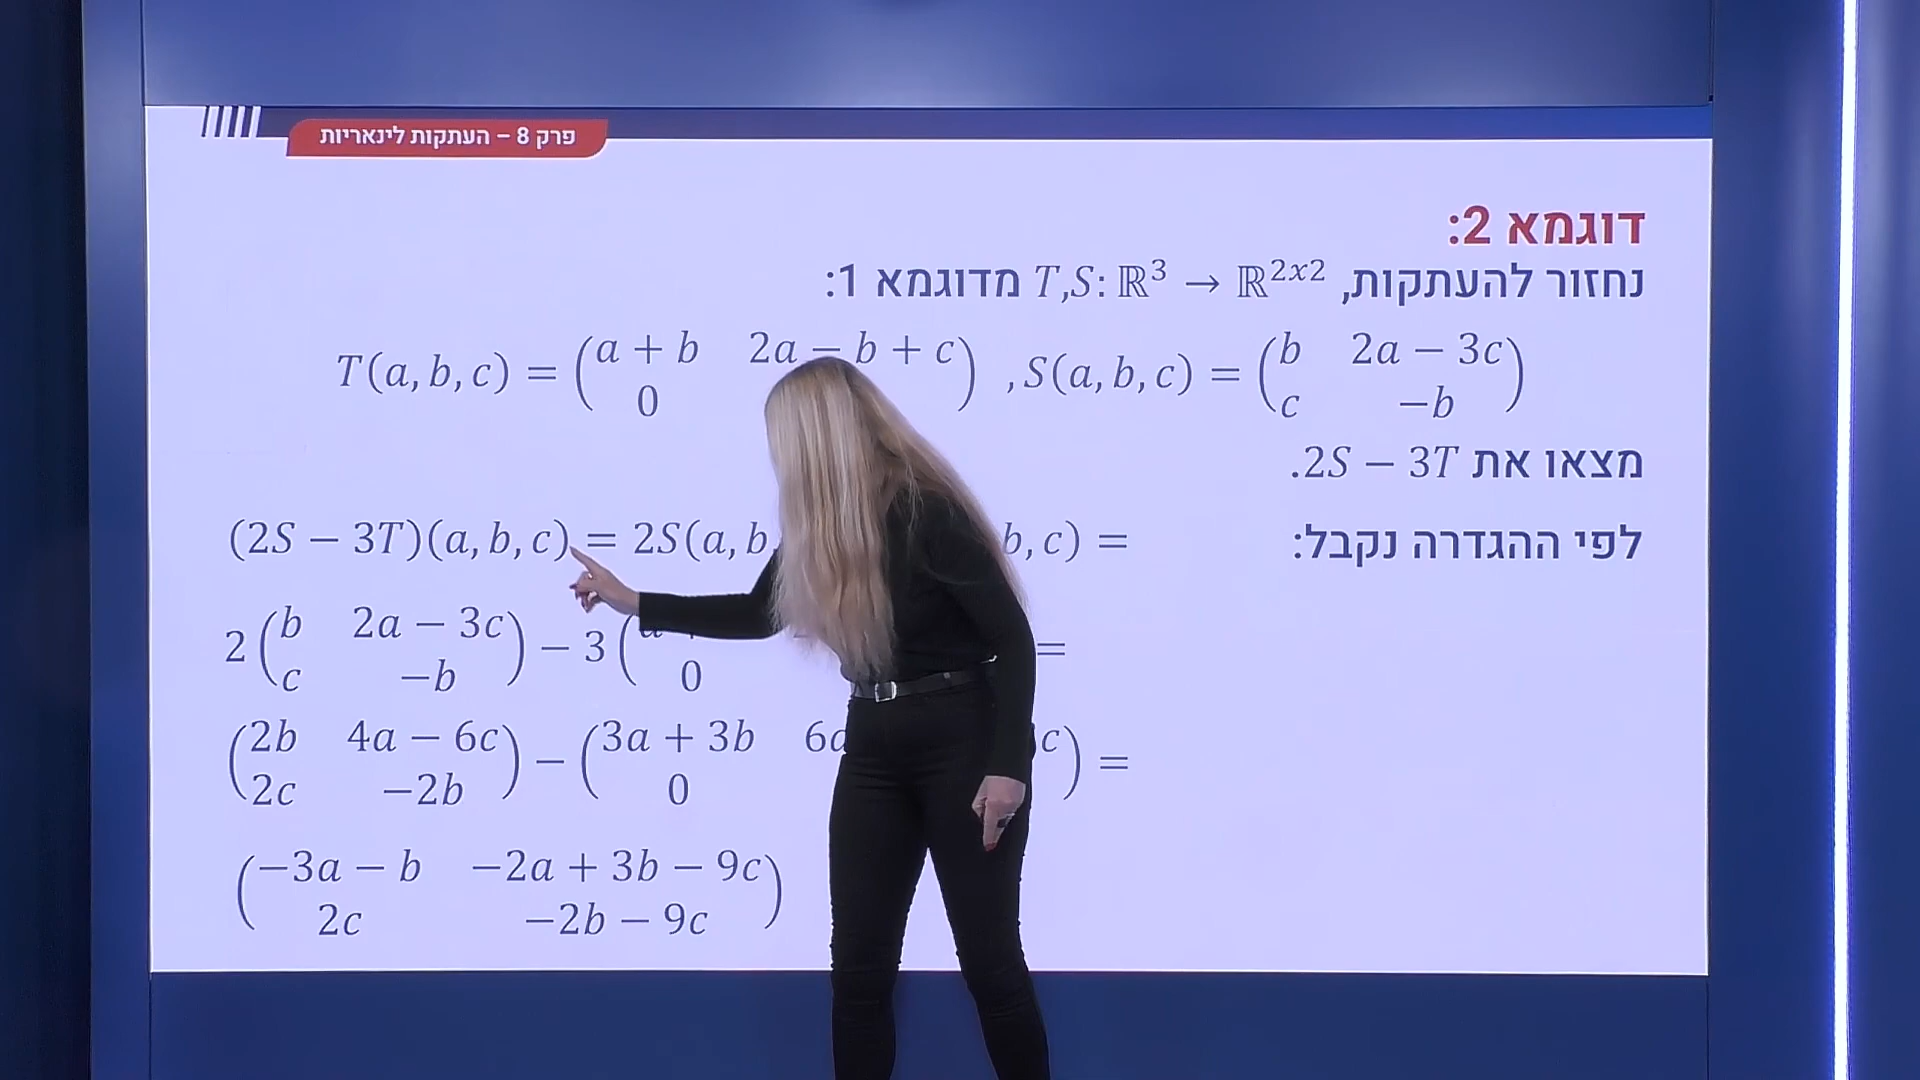 פרק 8 – העתקות לינאריות
דוגמא 2:
נחזור להעתקות, T,S: ℝ³ → ℝ²ˣ² מדוגמא 1:
T(a, b, c) = (a + b 2a − b + c
0 ) , S(a, b, c) = (b 2a − 3c
c −b)
מצאו את 2S − 3T.
לפי ההגדרה נקבל:
(2S − 3T)(a, b, c) = 2S(a, b, b, c) =
2 (b 2a − 3c
c −b) − 3 (
0 =
(2b 4a − 6c
2c −2b) − (3a + 3b c
0 ) =
(−3a − b −2a + 3b − 9c
2c −2b − 9c)